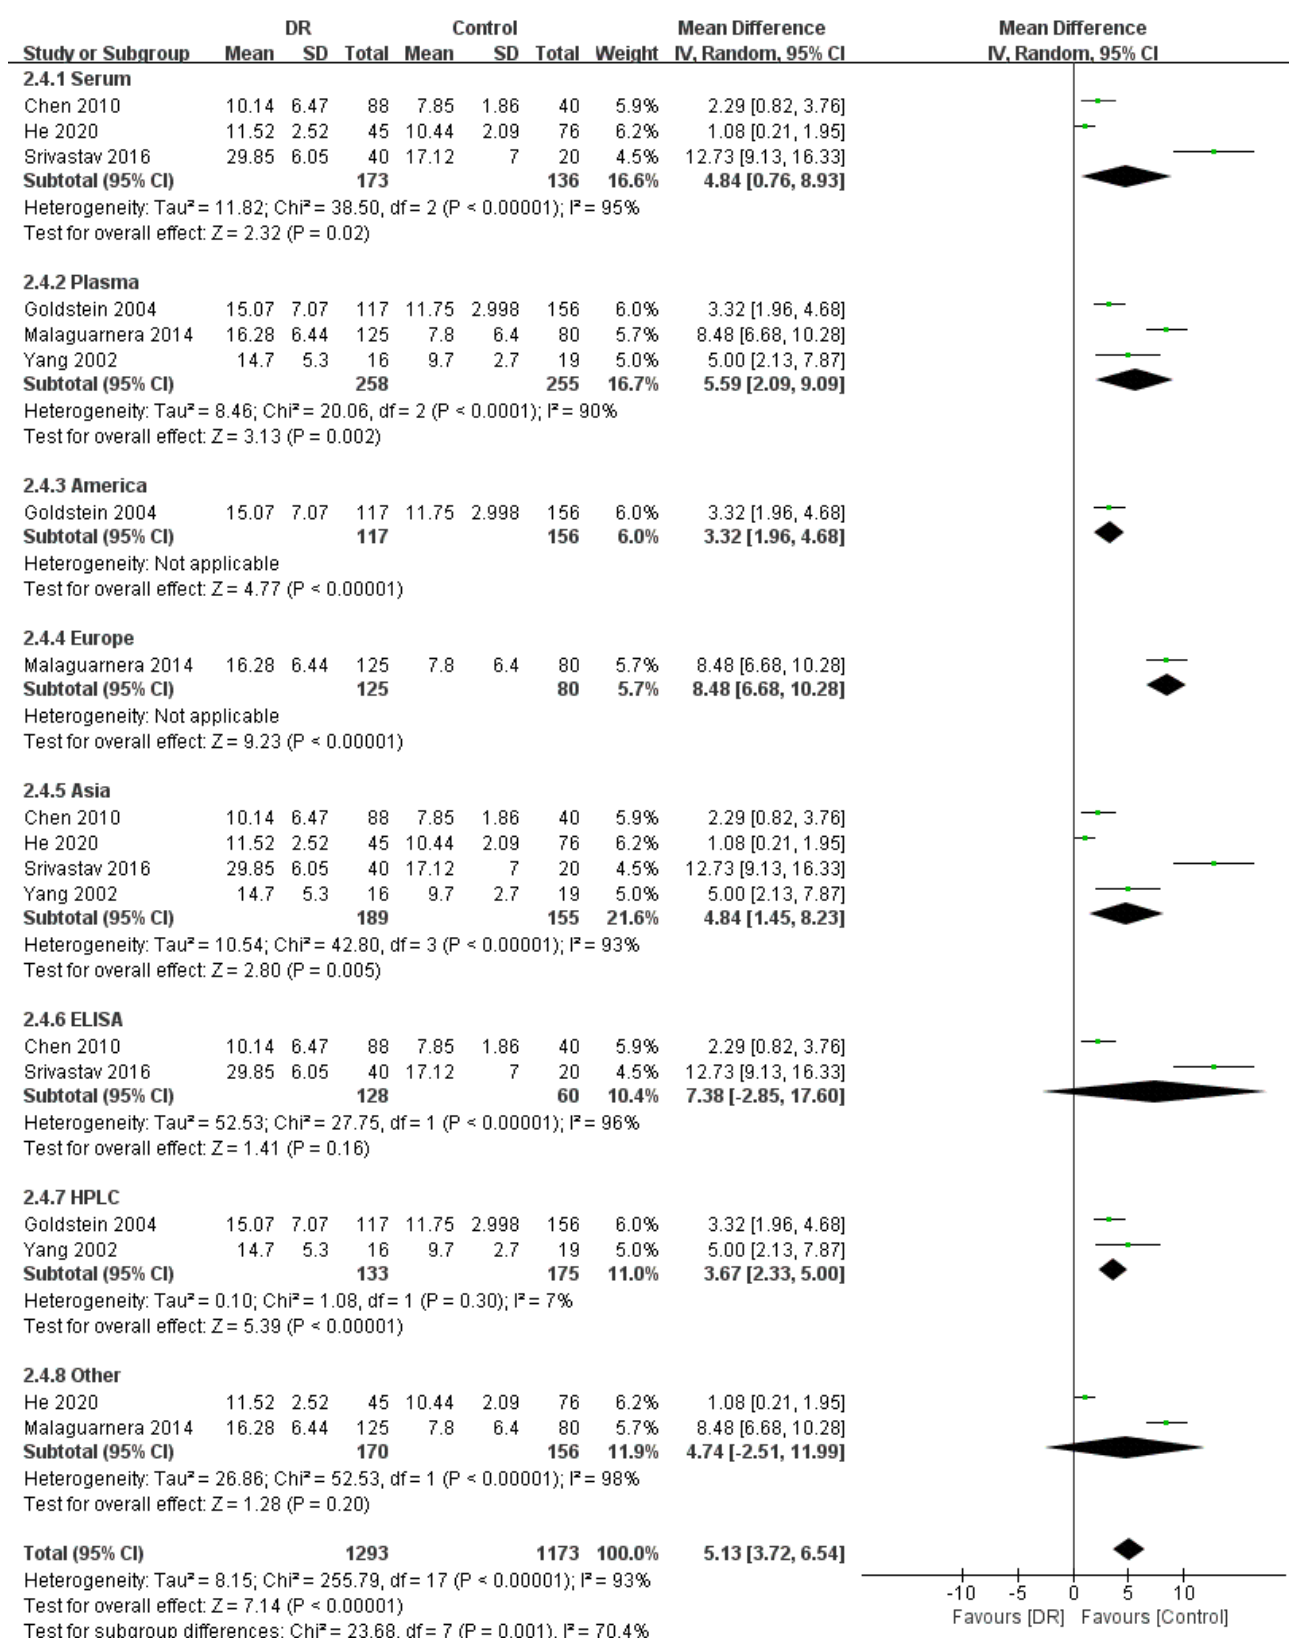 DR Control Mean Difference Mean Difference
Study or Subgroup Mean SD Total Mean SD Total Weight IV, Random, 95% CI IV, Random, 95% CI
2.4.1 Serum
Chen 2010 10.14 6.47 88 7.85 1.86 40 5.9% 2.29 [0.82, 3.76]
He 2020 11.52 2.52 45 10.44 2.09 76 6.2% 1.08 [0.21, 1.95]
Srivastav 2016 29.85 6.05 40 17.12 7 20 4.5% 12.73 [9.13, 16.33]
Subtotal (95% CI) 173 136 16.6% 4.84 [0.76, 8.93]
Heterogeneity: Tau² = 11.82; Chi² = 38.50, df = 2 (P < 0.00001); I² = 95%
Test for overall effect: Z = 2.32 (P = 0.02)
2.4.2 Plasma
Goldstein 2004 15.07 7.07 117 11.75 2.998 156 6.0% 3.32 [1.96, 4.68]
Malaguarnera 2014 16.28 6.44 125 7.8 6.4 80 5.7% 8.48 [6.68, 10.28]
Yang 2002 14.7 5.3 16 9.7 2.7 19 5.0% 5.00 [2.13, 7.87]
Subtotal (95% CI) 258 255 16.7% 5.59 [2.09, 9.09]
Heterogeneity: Tau² = 8.46; Chi² = 20.06, df = 2 (P < 0.0001); I² = 90%
Test for overall effect: Z = 3.13 (P = 0.002)
2.4.3 America
Goldstein 2004 15.07 7.07 117 11.75 2.998 156 6.0% 3.32 [1.96, 4.68]
Subtotal (95% CI) 117 156 6.0% 3.32 [1.96, 4.68]
Heterogeneity: Not applicable
Test for overall effect: Z = 4.77 (P < 0.00001)
2.4.4 Europe
Malaguarnera 2014 16.28 6.44 125 7.8 6.4 80 5.7% 8.48 [6.68, 10.28]
Subtotal (95% CI) 125 80 5.7% 8.48 [6.68, 10.28]
Heterogeneity: Not applicable
Test for overall effect: Z = 9.23 (P < 0.00001)
2.4.5 Asia
Chen 2010 10.14 6.47 88 7.85 1.86 40 5.9% 2.29 [0.82, 3.76]
He 2020 11.52 2.52 45 10.44 2.09 76 6.2% 1.08 [0.21, 1.95]
Srivastav 2016 29.85 6.05 40 17.12 7 20 4.5% 12.73 [9.13, 16.33]
Yang 2002 14.7 5.3 16 9.7 2.7 19 5.0% 5.00 [2.13, 7.87]
Subtotal (95% CI) 189 155 21.6% 4.84 [1.45, 8.23]
Heterogeneity: Tau² = 10.54; Chi² = 42.80, df = 3 (P < 0.00001); I² = 93%
Test for overall effect: Z = 2.80 (P = 0.005)
2.4.6 ELISA
Chen 2010 10.14 6.47 88 7.85 1.86 40 5.9% 2.29 [0.82, 3.76]
Srivastav 2016 29.85 6.05 40 17.12 7 20 4.5% 12.73 [9.13, 16.33]
Subtotal (95% CI) 128 60 10.4% 7.38 [-2.85, 17.60]
Heterogeneity: Tau² = 52.53; Chi² = 27.75, df = 1 (P < 0.00001); I² = 96%
Test for overall effect: Z = 1.41 (P = 0.16)
2.4.7 HPLC
Goldstein 2004 15.07 7.07 117 11.75 2.998 156 6.0% 3.32 [1.96, 4.68]
Yang 2002 14.7 5.3 16 9.7 2.7 19 5.0% 5.00 [2.13, 7.87]
Subtotal (95% CI) 133 175 11.0% 3.67 [2.33, 5.00]
Heterogeneity: Tau² = 0.10; Chi² = 1.08, df = 1 (P = 0.30); I² = 7%
Test for overall effect: Z = 5.39 (P < 0.00001)
2.4.8 Other
He 2020 11.52 2.52 45 10.44 2.09 76 6.2% 1.08 [0.21, 1.95]
Malaguarnera 2014 16.28 6.44 125 7.8 6.4 80 5.7% 8.48 [6.68, 10.28]
Subtotal (95% CI) 170 156 11.9% 4.74 [-2.51, 11.99]
Heterogeneity: Tau² = 26.86; Chi² = 52.53, df = 1 (P < 0.00001); I² = 98%
Test for overall effect: Z = 1.28 (P = 0.20)
Total (95% CI) 1293 1173 100.0% 5.13 [3.72, 6.54]
Heterogeneity: Tau² = 8.15; Chi² = 255.79, df = 17 (P < 0.00001); I² = 93%
Test for overall effect: Z = 7.14 (P < 0.00001)
Test for subgroup differences: Chi² = 23.68, df = 7 (P = 0.001), I² = 70.4%
-10 -5 0 5 10
Favours [DR] Favours [Control]